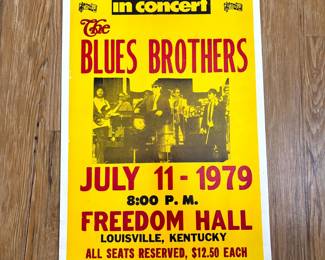 in concert
The
BLUES BROTHERS
JULY 11 - 1979
8:00 P. M.
FREEDOM HALL
LOUISVILLE, KENTUCKY
ALL SEATS RESERVED, $12.50 EACH